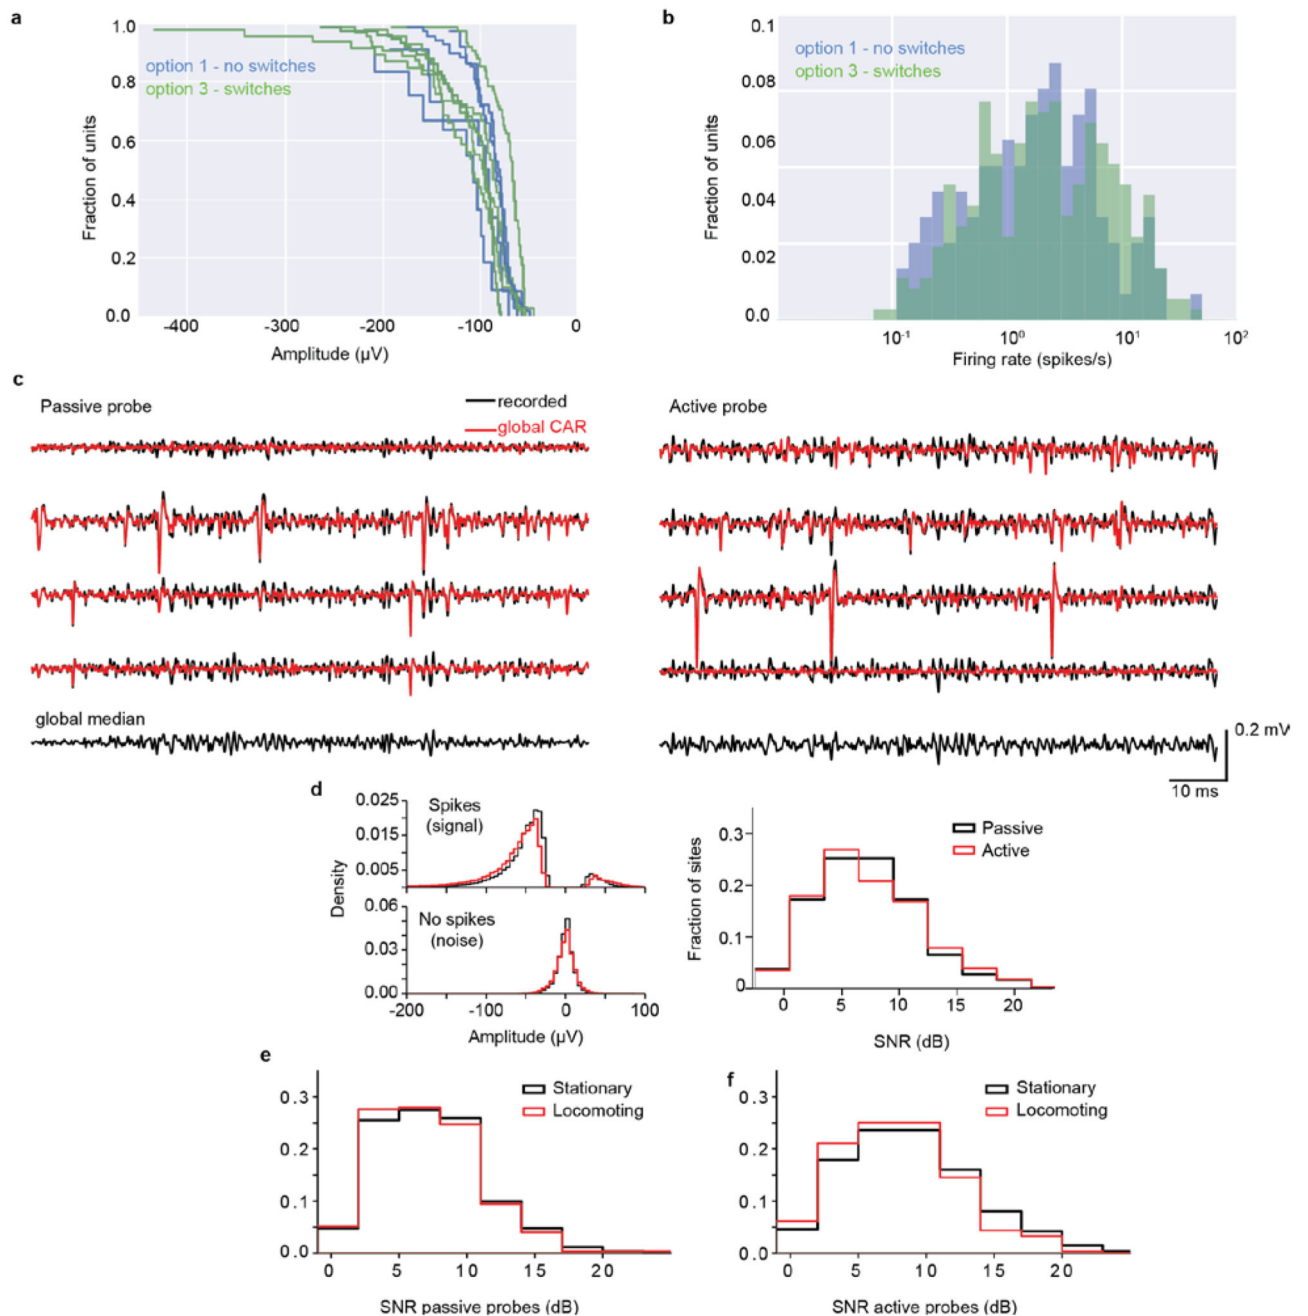 a
1.0
0.8
0.6
0.4
0.2
0.0
Fraction of units
option 1 - no switches
option 3 - switches
-400
-300
-200
-100
0
Amplitude (µV)
b
0.1
0.08
0.06
0.04
0.02
0.0
Fraction of units
option 1 - no switches
option 3 - switches
10-1
100
101
102
Firing rate (spikes/s)
c
Passive probe
recorded
global CAR
Active probe
global median
0.2 mV
10 ms
d
0.025
0.015
0.005
Spikes
(signal)
Density
0.06
0.03
0.00
No spikes
(noise)
-200
-100
0
100
Amplitude (µV)
0.3
0.2
0.1
0
Fraction of sites
Passive
Active
0
5
10
15
20
SNR (dB)
e
0.3
0.2
0.1
0.0
Stationary
Locomoting
0
5
10
15
20
SNR passive probes (dB)
f
0.3
0.2
0.1
0.0
Stationary
Locomoting
0
5
10
15
20
SNR active probes (dB)